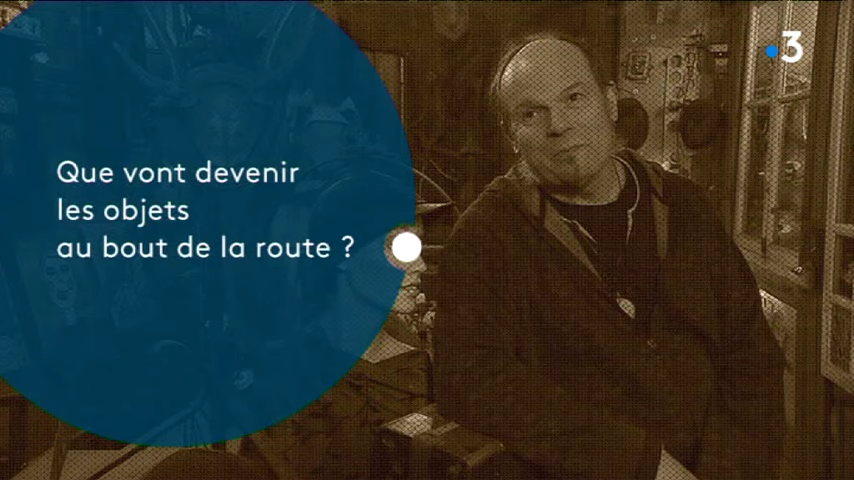 3
Que vont devenir
les objets
au bout de la route ?